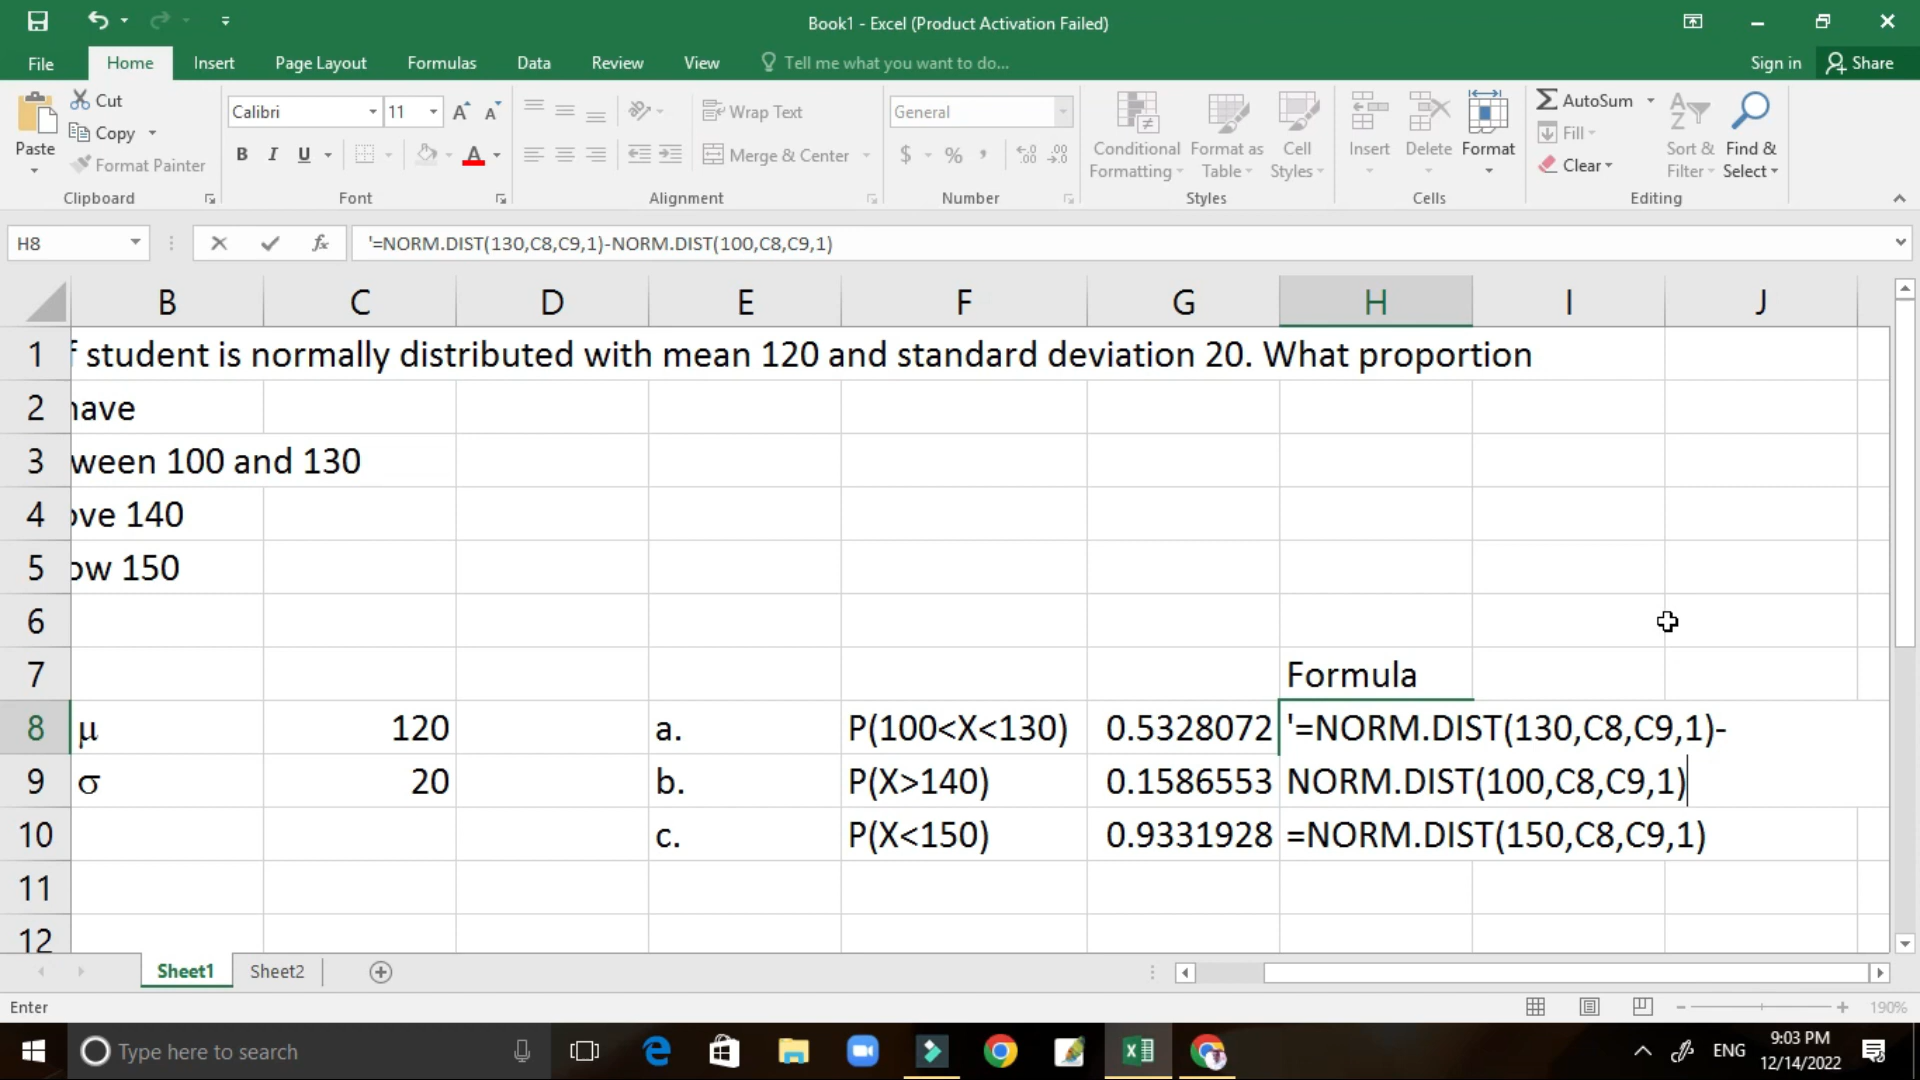 Book1 - Excel (Product Activation Failed)
File Home Insert Page Layout Formulas Data Review View Tell me what you want to do... Sign in Share
Paste
Cut
Copy
Format Painter
Clipboard
Calibri 11
B I U A
Font
Wrap Text
Merge & Center
Alignment
General
$ % ,
Number
Conditional Formatting
Format as Table
Cell Styles
Styles
Insert Delete Format
Cells
AutoSum
Fill
Clear
Sort & Filter
Find & Select
Editing
H8 fx '=NORM.DIST(130,C8,C9,1)-NORM.DIST(100,C8,C9,1)
B C D E F G H I J
1 f student is normally distributed with mean 120 and standard deviation 20. What proportion
2 have
3 ween 100 and 130
4 ove 140
5 ow 150
6
7 Formula
8 μ 120 a. P(100<X<130) 0.5328072 '=NORM.DIST(130,C8,C9,1)-
9 σ 20 b. P(X>140) 0.1586553 NORM.DIST(100,C8,C9,1)
10 c. P(X<150) 0.9331928 =NORM.DIST(150,C8,C9,1)
11
12
Sheet1 Sheet2
Enter 190%
Type here to search
ENG
9:03 PM
12/14/2022